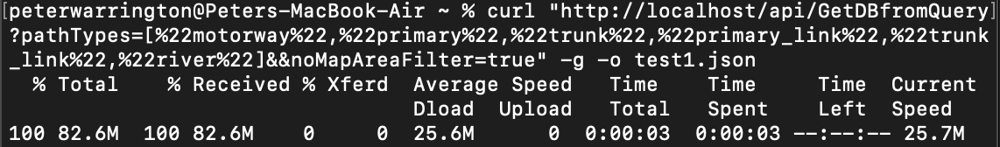 [peterwarrington@Peters-MacBook-Air ~ % curl "http://localhost/api/GetDBfromQuery]
?pathTypes=[%22motorway%22,%22primary%22,%22trunk%22,%22primary_link%22,%22trunk
_link%22,%22river%22]&&noMapAreaFilter=true" -g -o test1.json
  % Total    % Received % Xferd  Average Speed   Time    Time     Time  Current
                                 Dload  Upload   Total   Spent    Left  Speed
100 82.6M  100 82.6M    0     0  25.6M      0  0:00:03  0:00:03 --:--:-- 25.7M